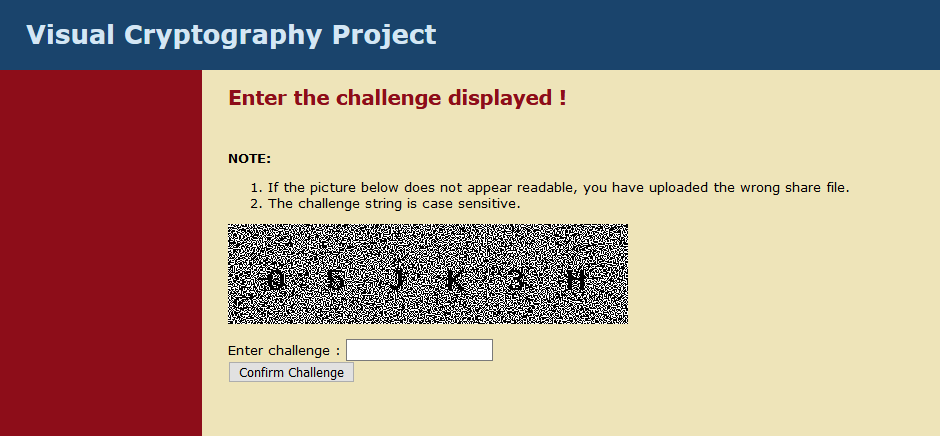 Visual Cryptography Project
Enter the challenge displayed !
NOTE:
1. If the picture below does not appear readable, you have uploaded the wrong share file.
2. The challenge string is case sensitive.
J K 3 H
Enter challenge :
Confirm Challenge